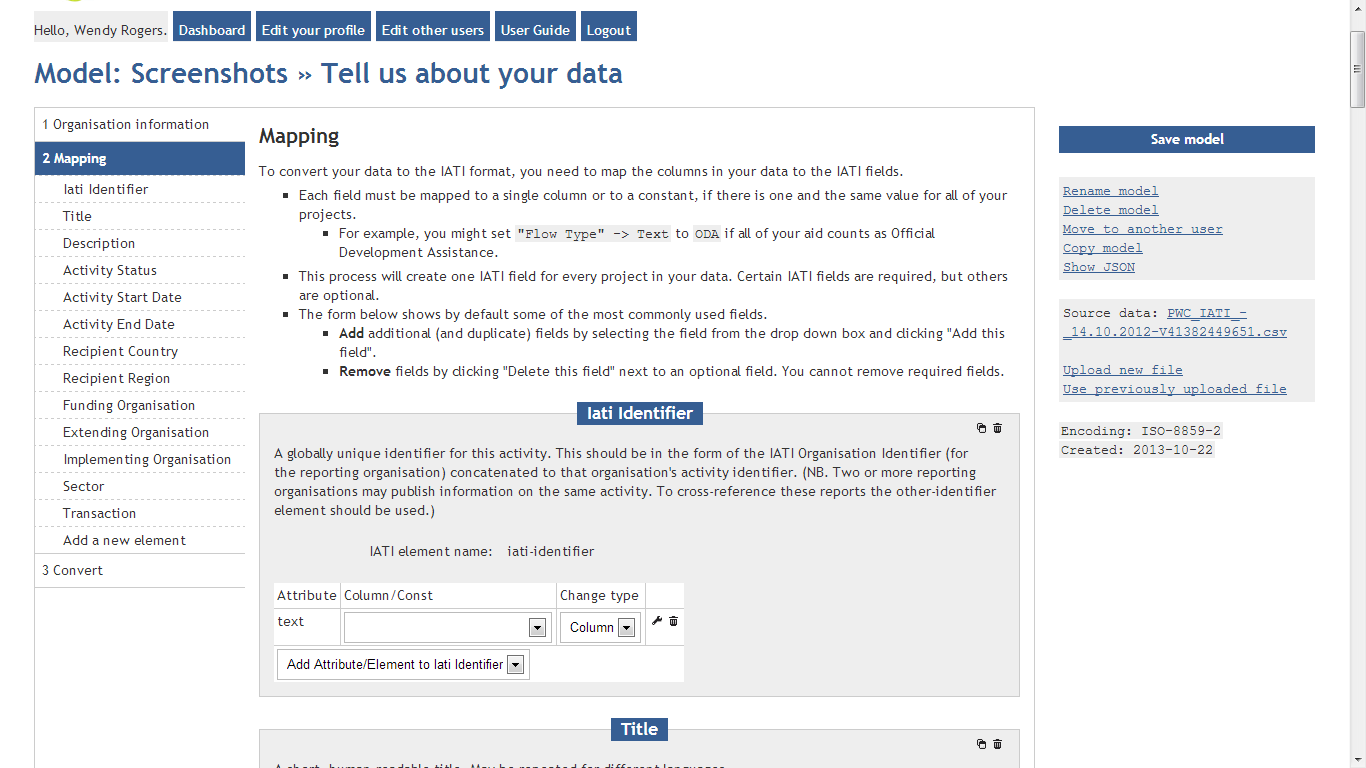 Hello, Wendy Rogers. Dashboard Edit your profile Edit other users User Guide Logout
Model: Screenshots » Tell us about your data
1 Organisation information
2 Mapping
Iati Identifier
Title
Description
Activity Status
Activity Start Date
Activity End Date
Recipient Country
Recipient Region
Funding Organisation
Extending Organisation
Implementing Organisation
Sector
Transaction
Add a new element
3 Convert
Mapping
To convert your data to the IATI format, you need to map the columns in your data to the IATI fields.
Each field must be mapped to a single column or to a constant, if there is one and the same value for all of your
projects.
For example, you might set "Flow Type" -> Text to ODA if all of your aid counts as Official
Development Assistance.
This process will create one IATI field for every project in your data. Certain IATI fields are required, but others
are optional.
The form below shows by default some of the most commonly used fields.
Add additional (and duplicate) fields by selecting the field from the drop down box and clicking "Add this
field".
Remove fields by clicking "Delete this field" next to an optional field. You cannot remove required fields.
Iati Identifier
A globally unique identifier for this activity. This should be in the form of the IATI Organisation Identifier (for
the reporting organisation) concatenated to that organisation's activity identifier. (NB. Two or more reporting
organisations may publish information on the same activity. To cross-reference these reports the other-identifier
element should be used.)
IATI element name: iati-identifier
Attribute Column/Const Change type
text Column
Add Attribute/Element to Iati Identifier
Title
A short, human-readable title. May be repeated for different languages.
Save model
Rename model
Delete model
Move to another user
Copy model
Show JSON
Source data: PWC_IATI_-
_14.10.2012-V41382449651.csv
Upload new file
Use previously uploaded file
Encoding: ISO-8859-2
Created: 2013-10-22